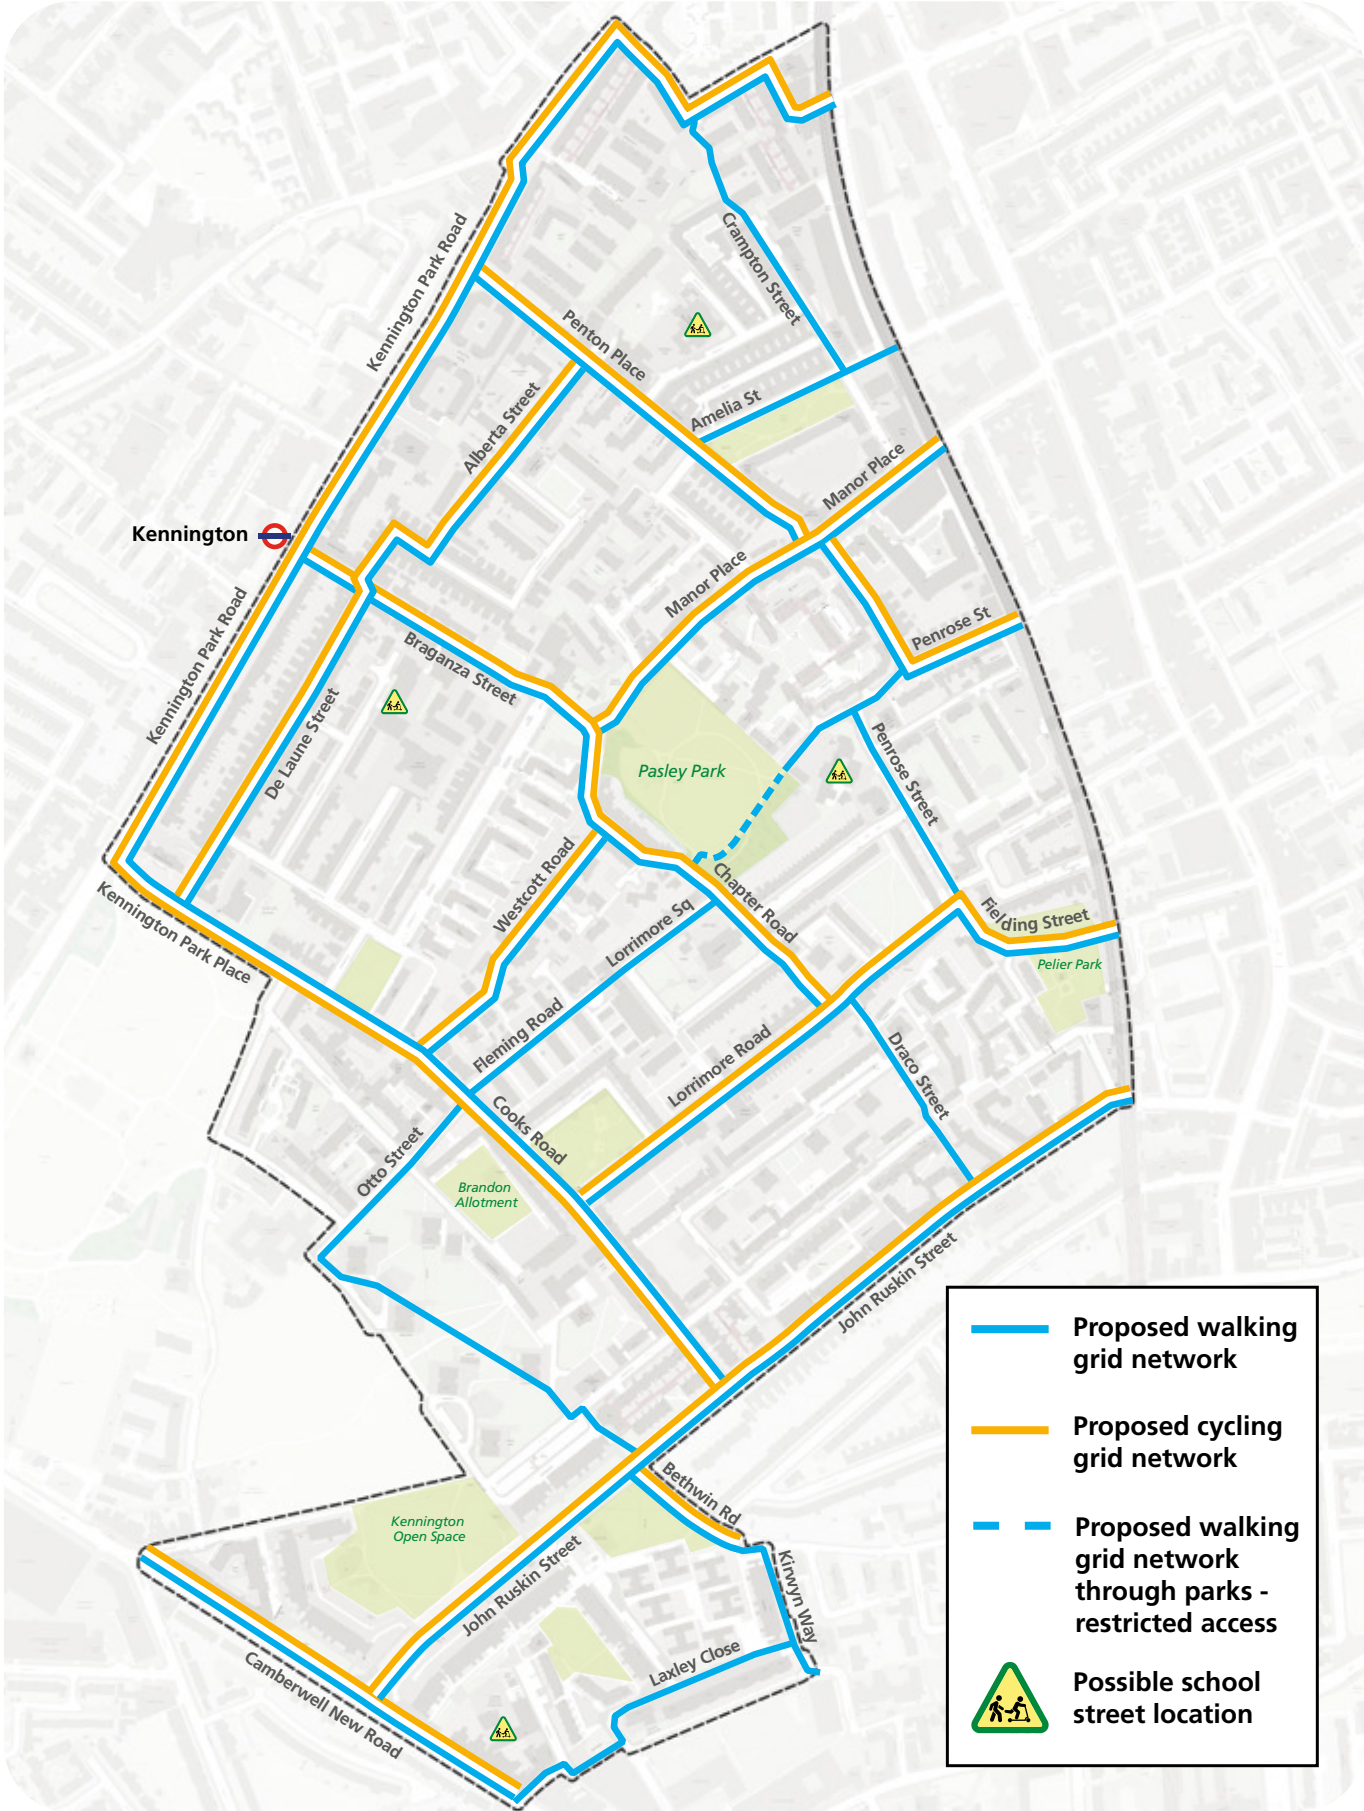 Kennington Park Road
Crampton Street
Penton Place
Alberta Street
Amelia St
Manor Place
Kennington
Manor Place
Penrose St
Kennington Park Road
Braganza Street
De Laune Street
Pasley Park
Penrose Street
Westcott Road
Chapter Road
Kennington Park Place
Lorrimore Sq
Fielding Street
Pelier Park
Fleming Road
Lorrimore Road
Draco Street
Cooks Road
Otto Street
Brandon
Allotment
John Ruskin Street
Bethwin Rd
Kennington
Open Space
John Ruskin Street
Kirwyn Way
Laxley Close
Camberwell New Road
Proposed walking
grid network
Proposed cycling
grid network
Proposed walking
grid network
through parks -
restricted access
Possible school
street location